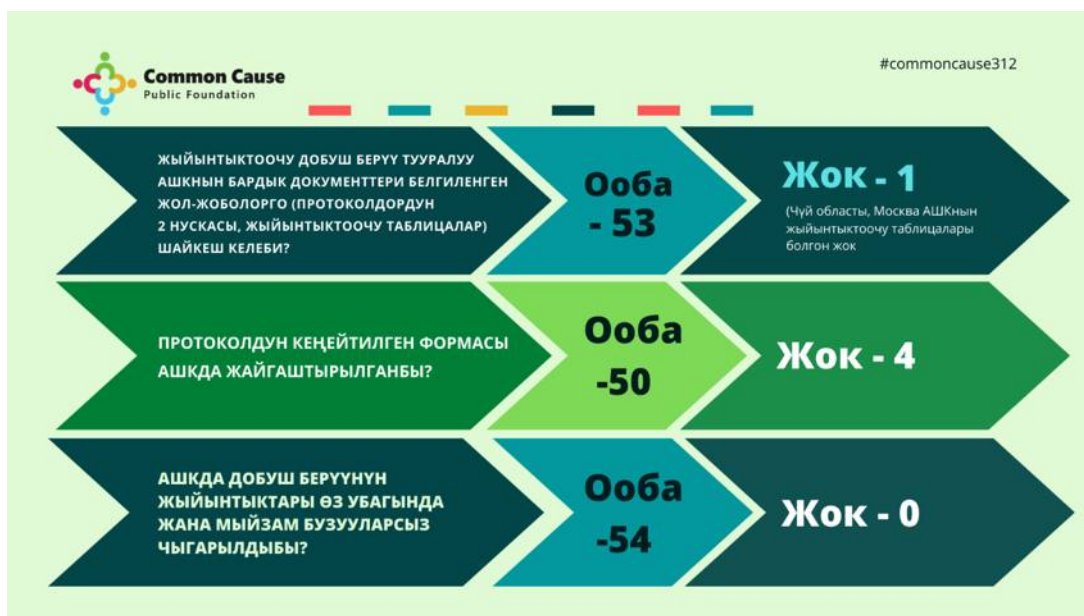 Common Cause
Public Foundation
#commoncause312
ЖЫЙЫНТЫКТООЧУ ДОБУШ БЕРҮҮ ТУУРАЛУУ
АШКНЫН БАРДЫК ДОКУМЕНТТЕРИ БЕЛГИЛЕНГЕН
ЖОЛ-ЖОБОЛОРГО (ПРОТОКОЛДОРДУН
2 НУСКАСЫ, ЖЫЙЫНТЫКТООЧУ ТАБЛИЦАЛАР)
ШАЙКЕШ КЕЛЕБИ?
Ооба
- 53
Жок - 1
(Чүй областы, Москва АШКнын
жыйынтыктоочу таблицалары
болгон жок
ПРОТОКОЛДУН КЕҢЕЙТИЛГЕН ФОРМАСЫ
АШКДА ЖАЙГАШТЫРЫЛГАНБЫ?
Ооба
-50
Жок - 4
АШКДА ДОБУШ БЕРҮҮНҮН
ЖЫЙЫНТЫКТАРЫ ӨЗ УБАГЫНДА
ЖАНА МЫЙЗАМ БУЗУУЛАРСЫЗ
ЧЫГАРЫЛДЫБЫ?
Ооба
-54
Жок - 0